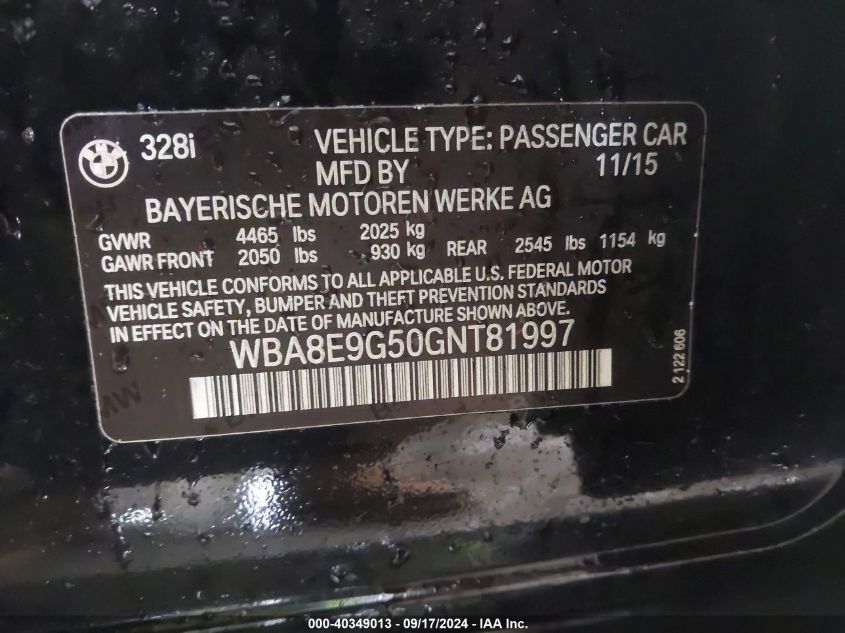 328i VEHICLE TYPE: PASSENGER CAR
MFD BY 11/15
BAYERISCHE MOTOREN WERKE AG
GVWR 4465 lbs 2025 kg
GAWR FRONT 2050 lbs 930 kg REAR 2545 lbs 1154 kg
THIS VEHICLE CONFORMS TO ALL APPLICABLE U.S. FEDERAL MOTOR
VEHICLE SAFETY, BUMPER AND THEFT PREVENTION STANDARDS
IN EFFECT ON THE DATE OF MANUFACTURE SHOWN ABOVE.
WBA8E9G50GNT81997
2 122 606
000-40349013 - 09/17/2024 - IAA Inc.